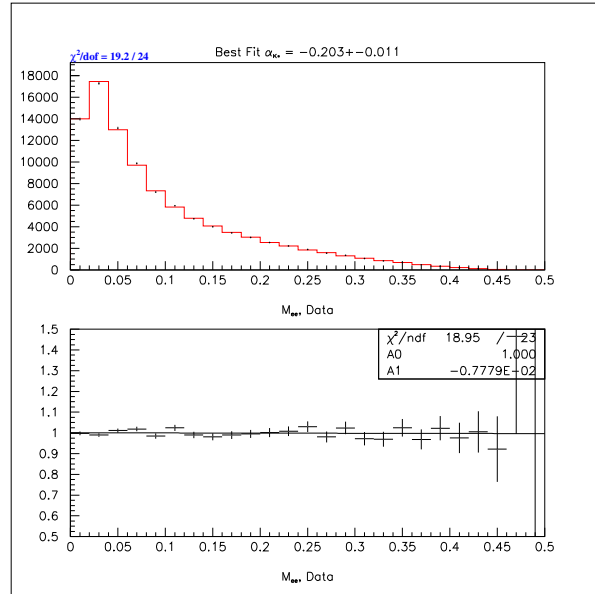 χ²/dof = 19.2 / 24
Best Fit α_K* = −0.203+−0.011
18000
16000
14000
12000
10000
8000
6000
4000
2000
0
0 0.05 0.1 0.15 0.2 0.25 0.3 0.35 0.4 0.45 0.5
M_ee, Data
χ²/ndf 18.95 / 23
A0 1.000
A1 −0.7779E−02
1.5
1.4
1.3
1.2
1.1
1
0.9
0.8
0.7
0.6
0.5
0 0.05 0.1 0.15 0.2 0.25 0.3 0.35 0.4 0.45 0.5
M_ee, Data